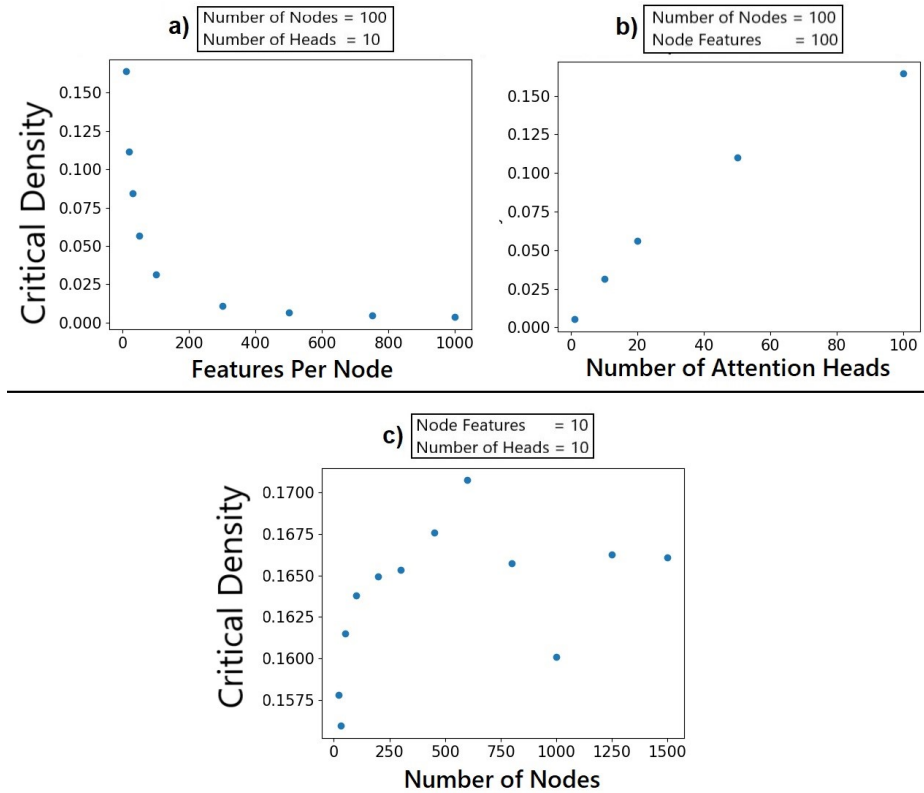 a)
Number of Nodes = 100
Number of Heads = 10
Critical Density
0.150
0.125
0.100
0.075
0.050
0.025
0.000
0 200 400 600 800 1000
Features Per Node
b)
Number of Nodes = 100
Node Features = 100
0.150
0.125
0.100
0.075
0.050
0.025
0.000
0 20 40 60 80 100
Number of Attention Heads
c)
Node Features = 10
Number of Heads = 10
Critical Density
0.1700
0.1675
0.1650
0.1625
0.1600
0.1575
0 250 500 750 1000 1250 1500
Number of Nodes